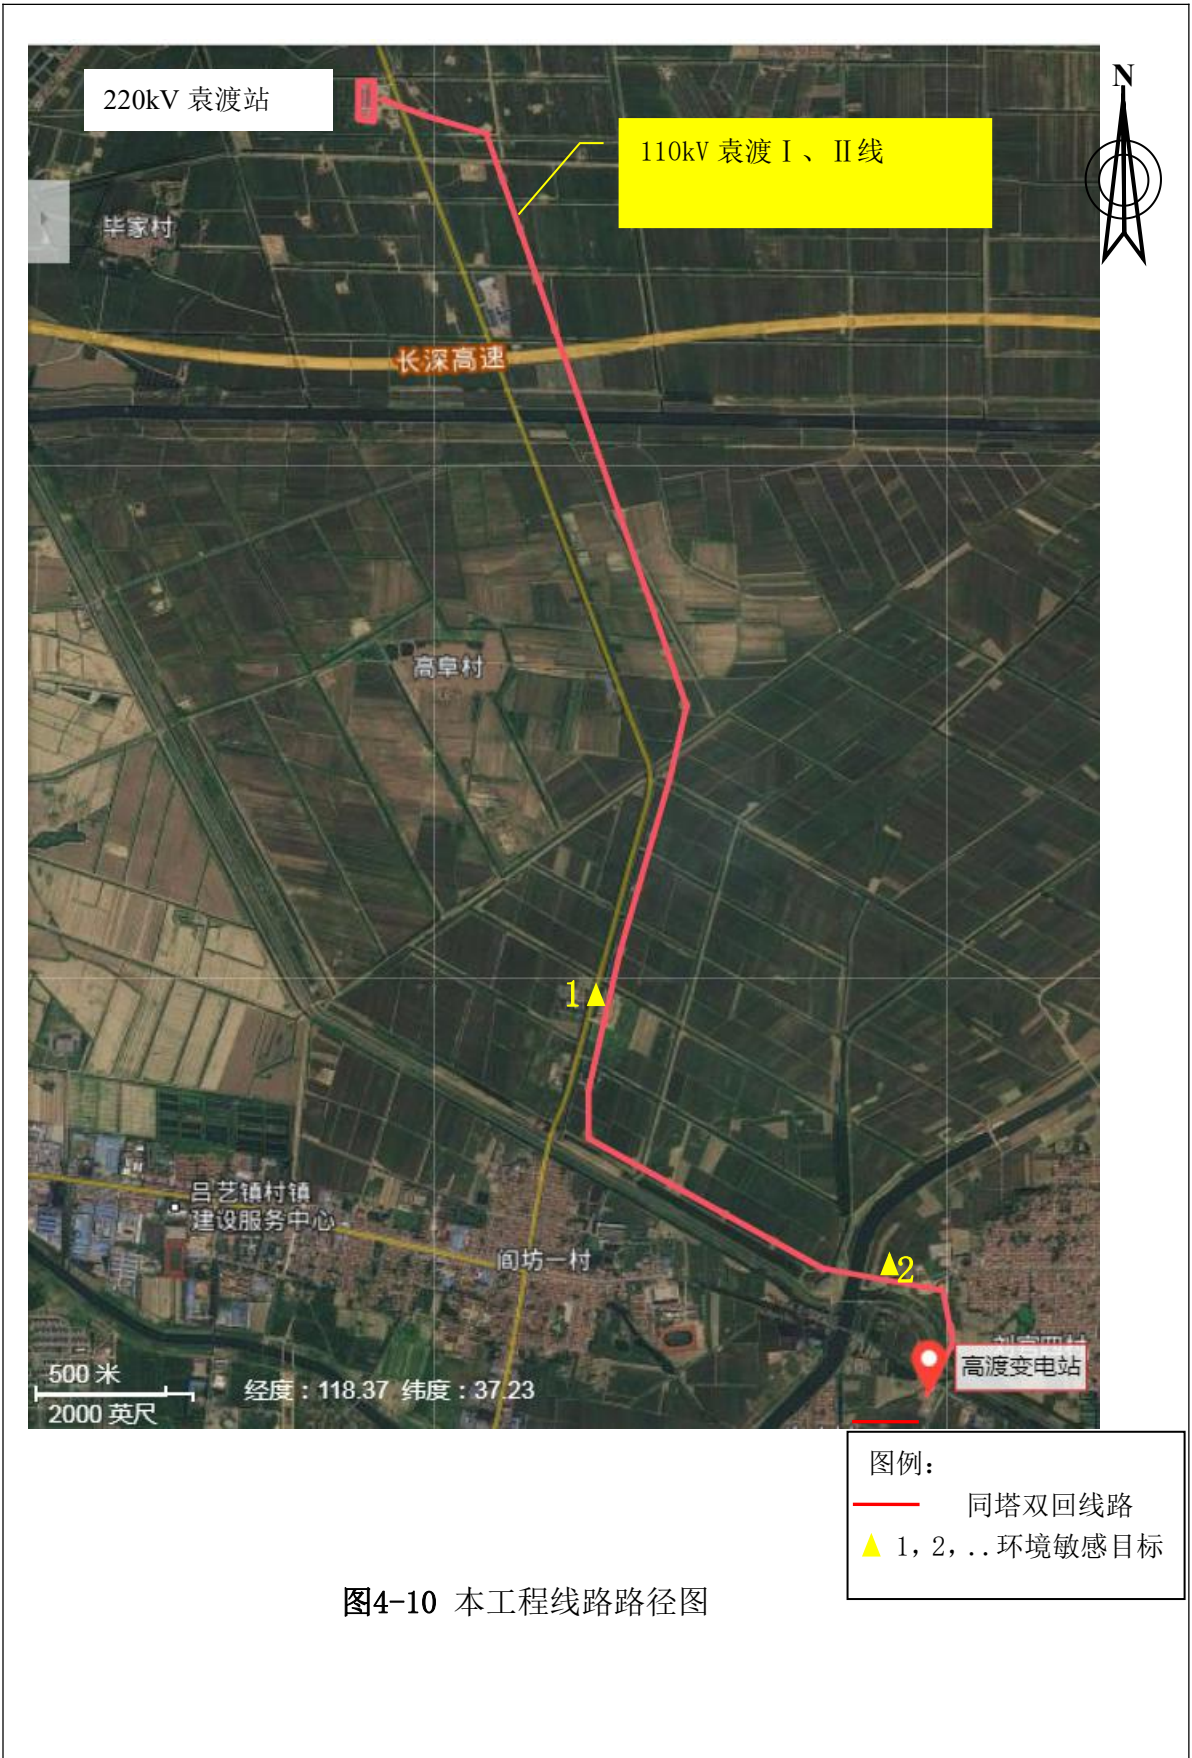 N
220kV 袁渡站
110kV 袁渡Ⅰ、Ⅱ线
毕家村
长深高速
高阜村
1
吕艺镇村镇
建设服务中心
阎坊一村
2
高渡变电站
500 米
2000 英尺
经度：118.37 纬度：37.23
图例：
同塔双回线路
1，2，..环境敏感目标
图4-10 本工程线路路径图